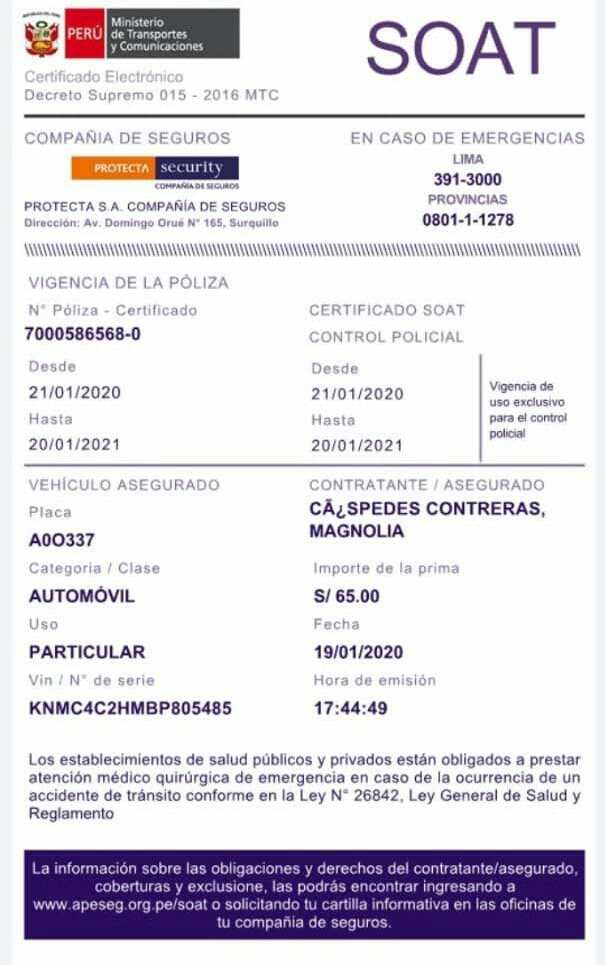 REPÚBLICA DEL PERÚ
PERÚ
Ministerio
de Transportes
y Comunicaciones
SOAT
Certificado Electrónico
Decreto Supremo 015 - 2016 MTC
COMPAÑIA DE SEGUROS
PROTECTA security
COMPAÑÍA DE SEGUROS
PROTECTA S.A. COMPAÑÍA DE SEGUROS
Dirección: Av. Domingo Orué N° 165, Surquillo
EN CASO DE EMERGENCIAS
LIMA
391-3000
PROVINCIAS
0801-1-1278
VIGENCIA DE LA PÓLIZA
N° Póliza - Certificado
7000586568-0
Desde
21/01/2020
Hasta
20/01/2021
CERTIFICADO SOAT
CONTROL POLICIAL
Desde
21/01/2020
Hasta
20/01/2021
Vigencia de
uso exclusivo
para el control
policial
VEHÍCULO ASEGURADO
Placa
A0O337
Categoria / Clase
AUTOMÓVIL
Uso
PARTICULAR
Vin / N° de serie
KNMC4C2HMBP805485
CONTRATANTE / ASEGURADO
CÃ¿SPEDES CONTRERAS,
MAGNOLIA
Importe de la prima
S/ 65.00
Fecha
19/01/2020
Hora de emisión
17:44:49
Los establecimientos de salud públicos y privados están obligados a prestar
atención médico quirúrgica de emergencia en caso de la ocurrencia de un
accidente de tránsito conforme en la Ley N° 26842, Ley General de Salud y
Reglamento
La información sobre las obligaciones y derechos del contratante/asegurado,
coberturas y exclusione, las podrás encontrar ingresando a
www.apeseg.org.pe/soat o solicitando tu cartilla informativa en las oficinas de
tu compañía de seguros.